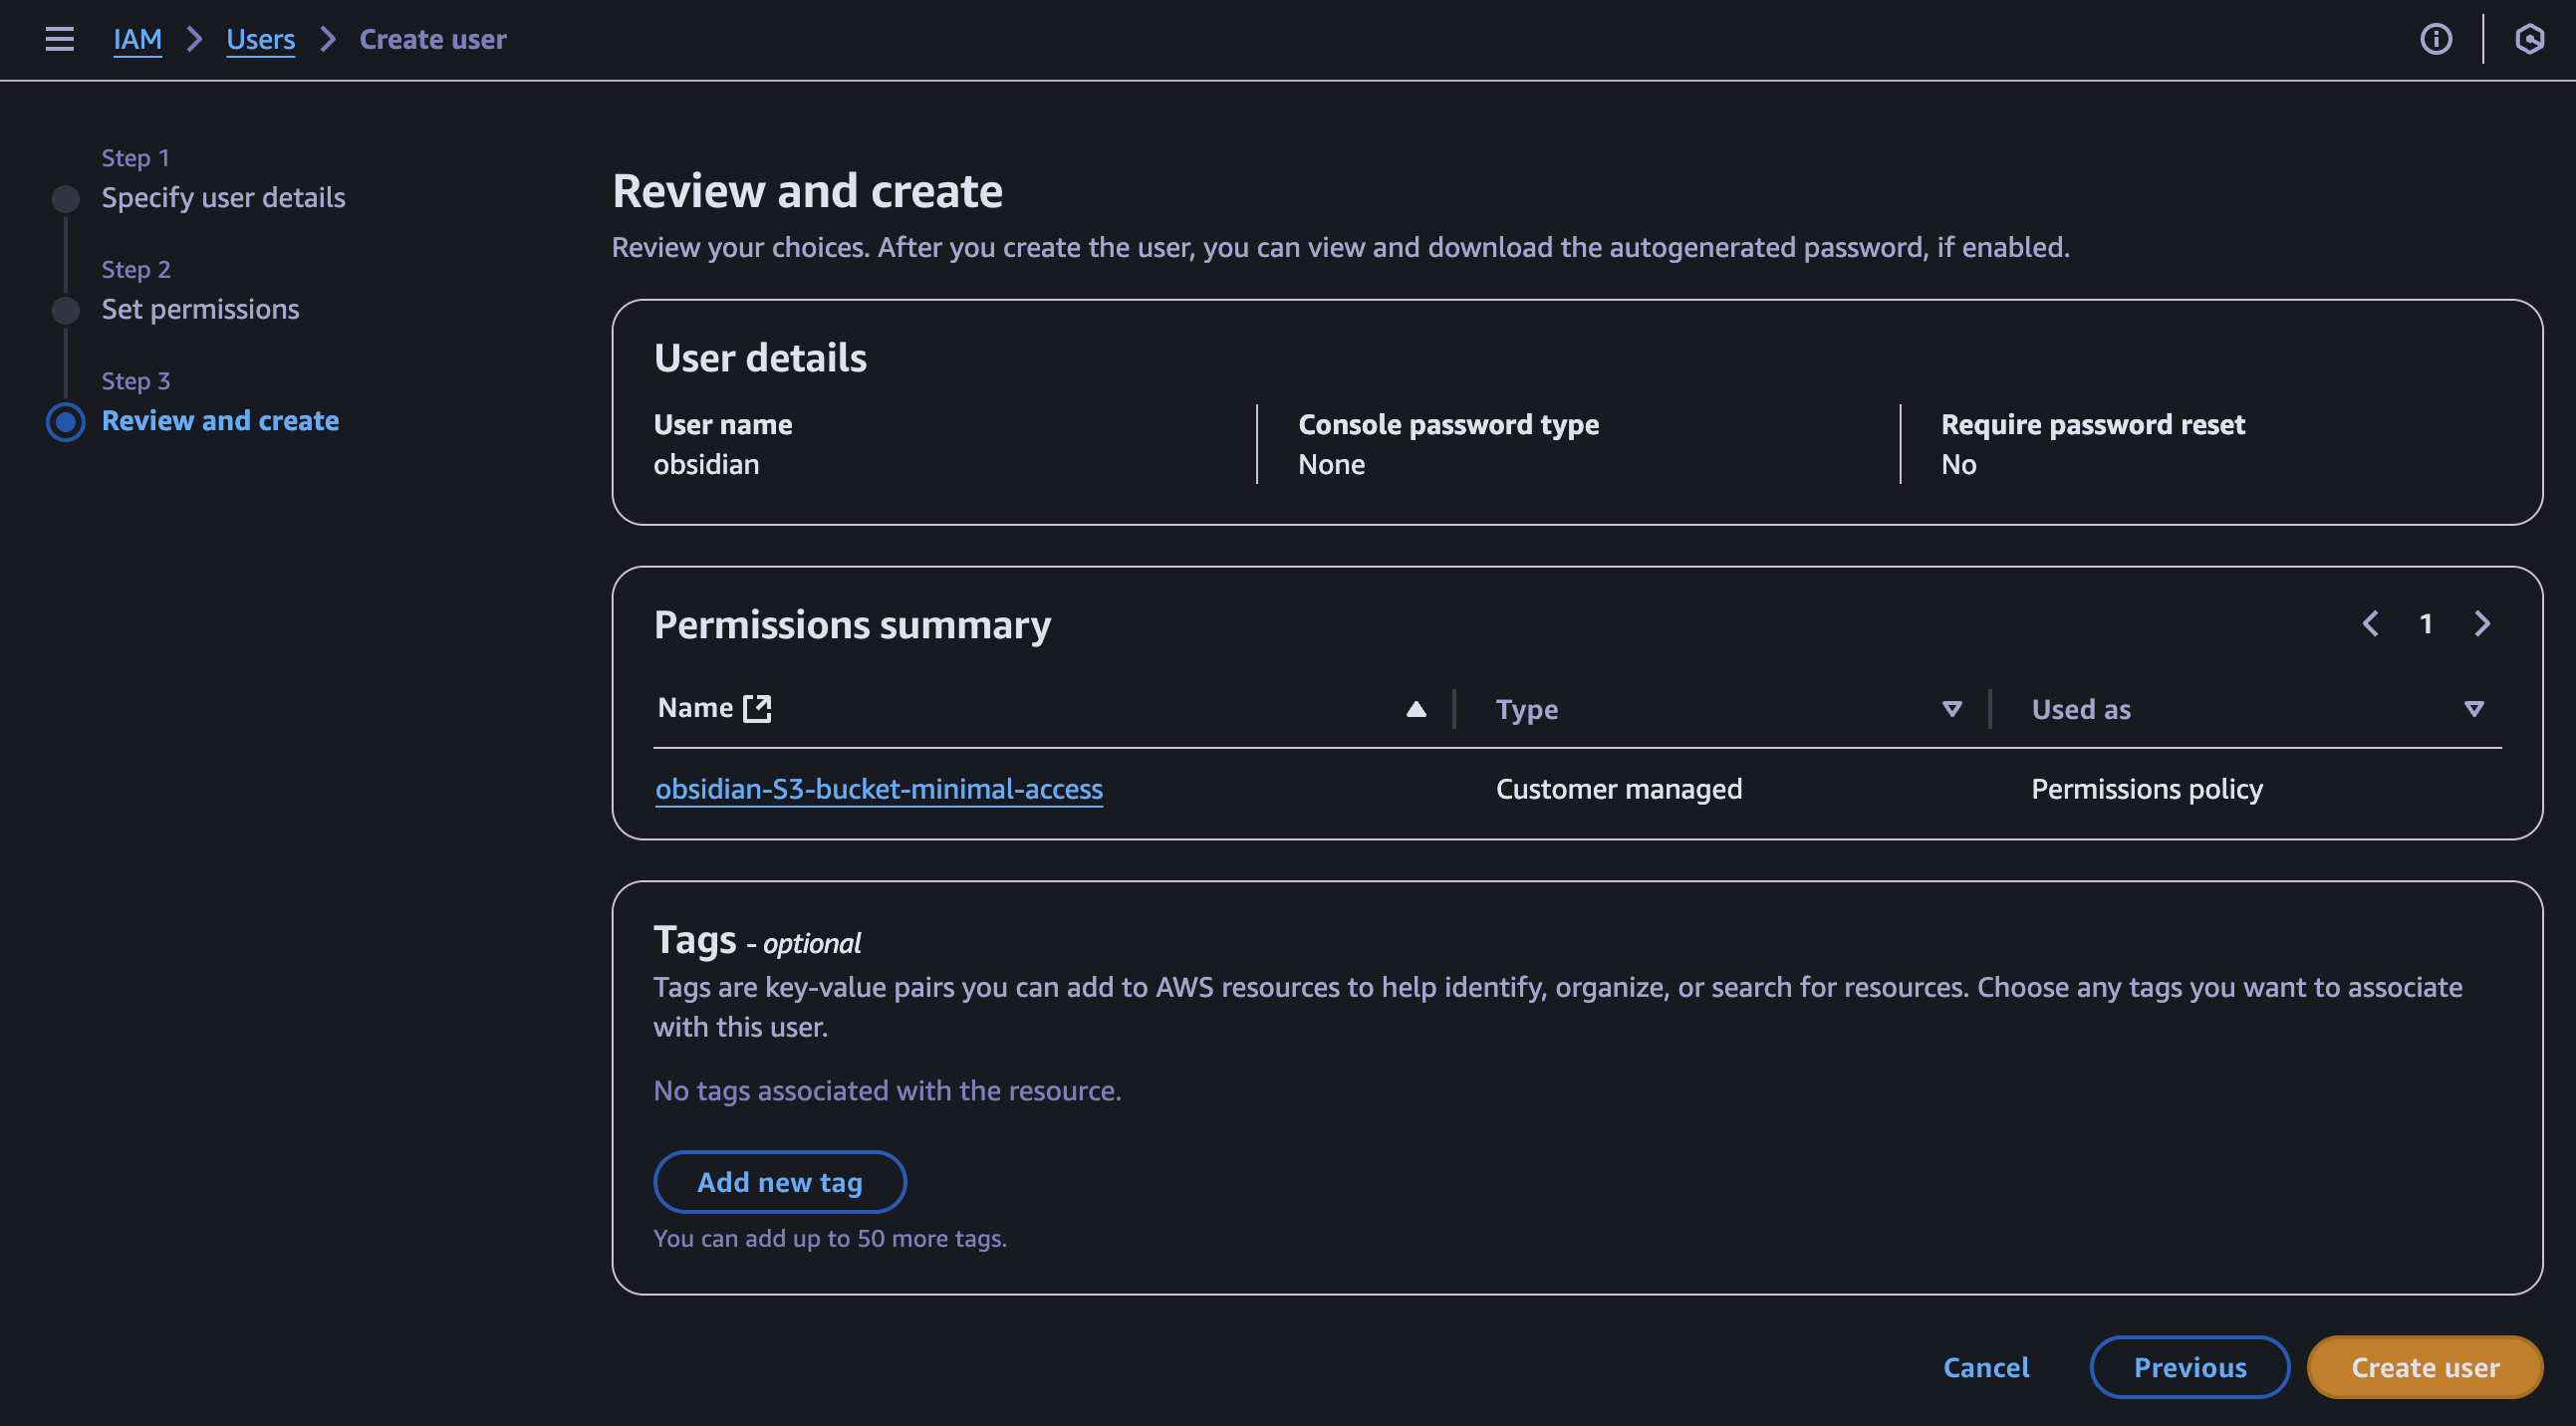 IAM > Users > Create user
Step 1
Specify user details
Step 2
Set permissions
Step 3
Review and create
Review and create
Review your choices. After you create the user, you can view and download the autogenerated password, if enabled.
User details
User name
obsidian
Console password type
None
Require password reset
No
Permissions summary
1
Name
Type
Used as
obsidian-S3-bucket-minimal-access
Customer managed
Permissions policy
Tags - optional
Tags are key-value pairs you can add to AWS resources to help identify, organize, or search for resources. Choose any tags you want to associate
with this user.
No tags associated with the resource.
Add new tag
You can add up to 50 more tags.
Cancel
Previous
Create user